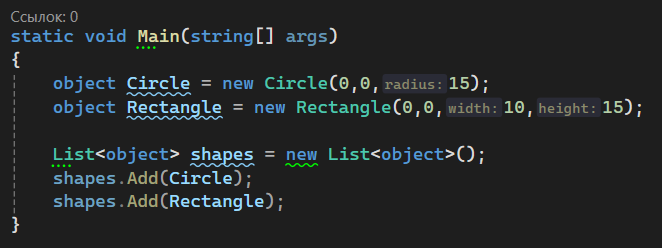 Ссылок: 0
static void Main(string[] args)
{
object Circle = new Circle(0,0,radius:15);
object Rectangle = new Rectangle(0,0,width:10,height:15);
List<object> shapes = new List<object>();
shapes.Add(Circle);
shapes.Add(Rectangle);
}